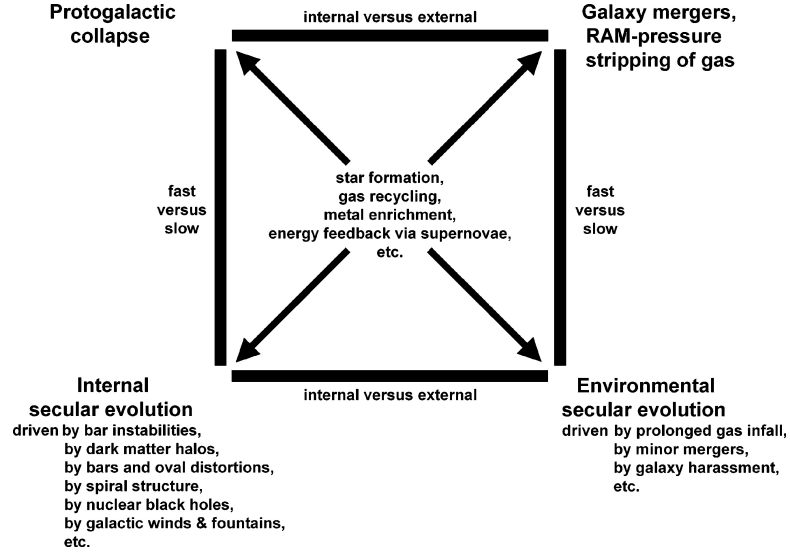 Protogalactic
collapse
internal versus external
Galaxy mergers,
RAM-pressure
stripping of gas
fast
versus
slow
star formation,
gas recycling,
metal enrichment,
energy feedback via supernovae,
etc.
fast
versus
slow
internal versus external
Internal
secular evolution
driven by bar instabilities,
by dark matter halos,
by bars and oval distortions,
by spiral structure,
by nuclear black holes,
by galactic winds & fountains,
etc.
Environmental
secular evolution
driven by prolonged gas infall,
by minor mergers,
by galaxy harassment,
etc.